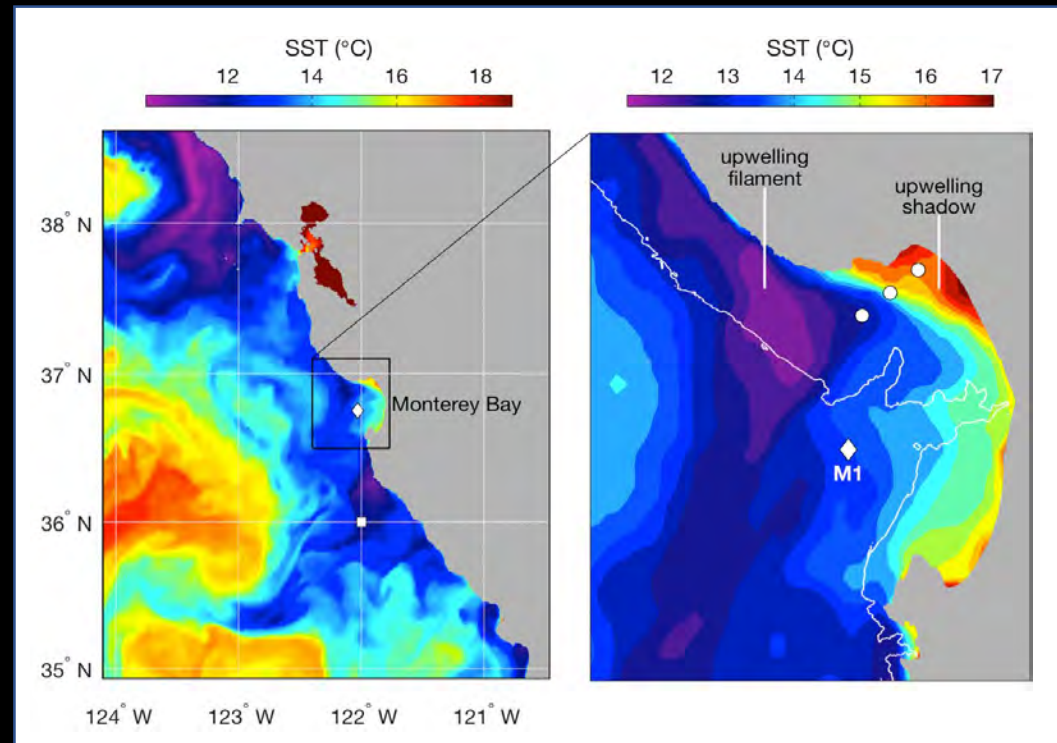 SST (°C)
12 14 16 18
38° N
37° N
36° N
35° N
124° W 123° W 122° W 121° W
Monterey Bay
SST (°C)
12 13 14 15 16 17
upwelling
filament
upwelling
shadow
M1